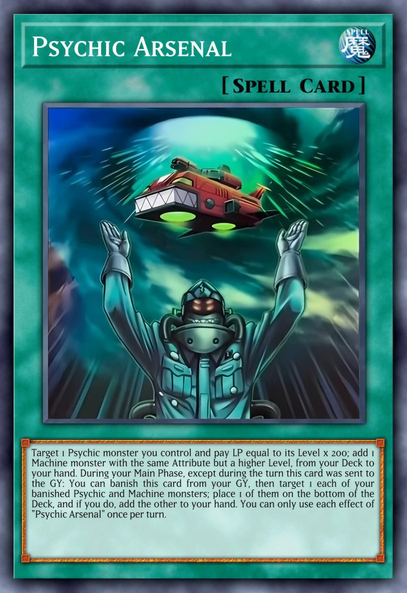 PSYCHIC ARSENAL
SPELL
魔
[SPELL CARD]
Target 1 Psychic monster you control and pay LP equal to its Level x 200; add 1
Machine monster with the same Attribute but a higher Level, from your Deck to
your hand. During your Main Phase, except during the turn this card was sent to
the GY: You can banish this card from your GY, then target 1 each of your
banished Psychic and Machine monsters; place 1 of them on the bottom of the
Deck, and if you do, add the other to your hand. You can only use each effect of
"Psychic Arsenal" once per turn.